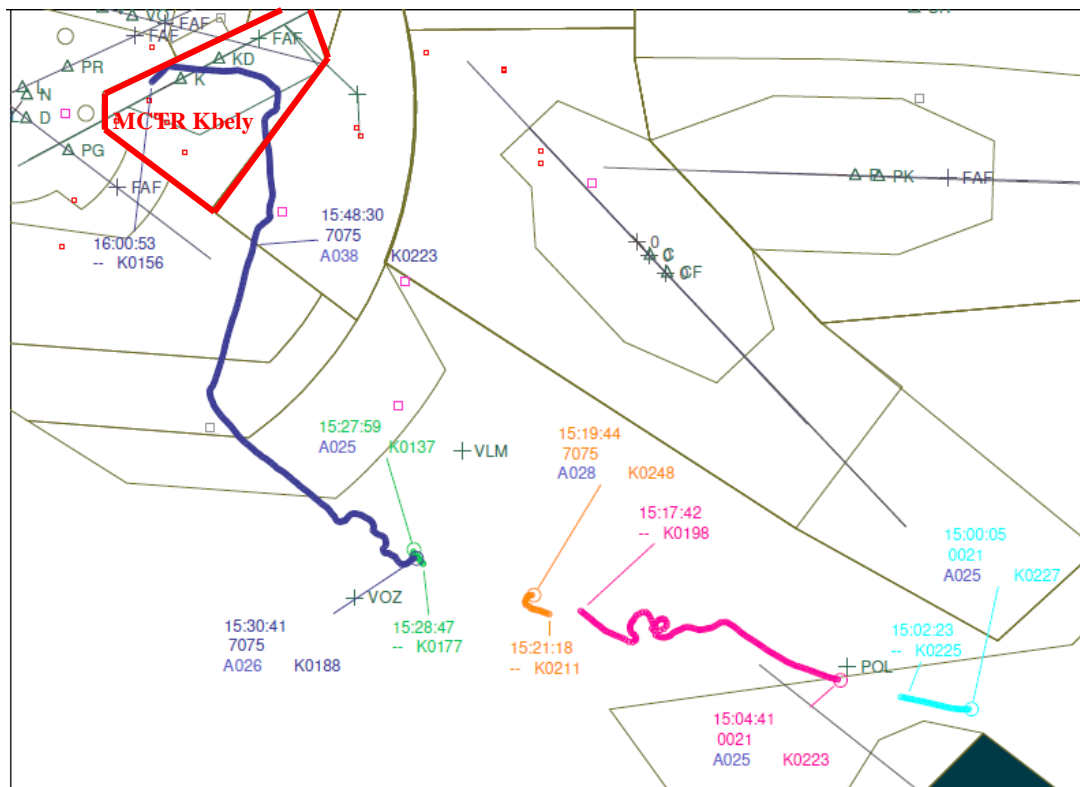 VO
FAF
FAF
PR
KD
K
L
N
D
MCTR Kbely
PG
FAF
PK
FAF
16:00:53
-- K0156
15:48:30
7075
A038 K0223
0
CF
15:27:59
A025 K0137
VLM
15:19:44
7075
A028 K0248
15:17:42
-- K0198
15:00:05
0021
A025 K0227
VOZ
15:30:41
7075
A026 K0188
15:28:47
-- K0177
15:21:18
-- K0211
15:02:23
-- K0225
POL
15:04:41
0021
A025 K0223